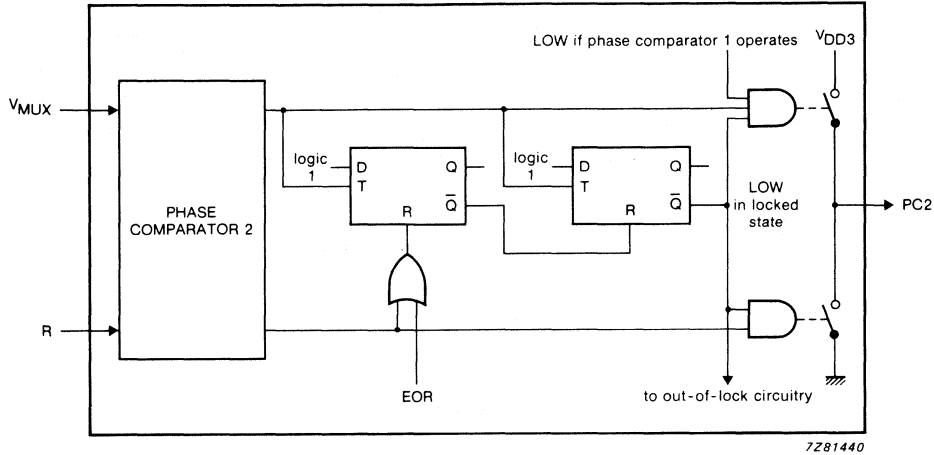 LOW if phase comparator 1 operates
VDD3
VMUX
logic
1
D
Q
T
R
Q̅
logic
1
D
Q
T
R
Q̅
LOW
in locked
state
PC2
PHASE
COMPARATOR 2
R
EOR
to out-of-lock circuitry
7Z81440